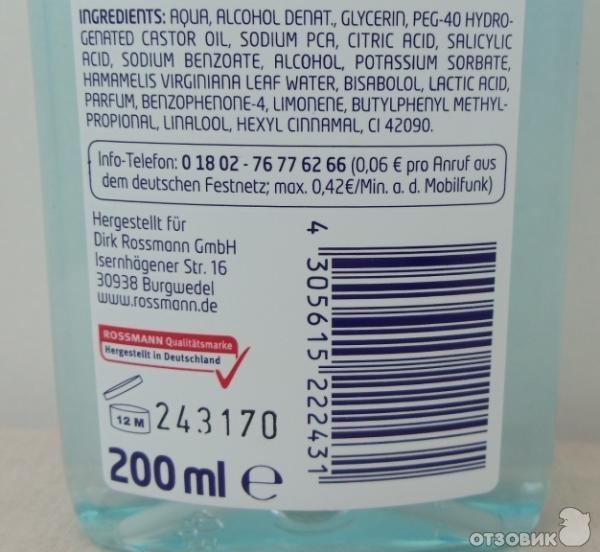 INGREDIENTS: AQUA, ALCOHOL DENAT., GLYCERIN, PEG-40 HYDRO-
GENATED CASTOR OIL, SODIUM PCA, CITRIC ACID, SALICYLIC
ACID, SODIUM BENZOATE, ALCOHOL, POTASSIUM SORBATE,
HAMAMELIS VIRGINIANA LEAF WATER, BISABOLOL, LACTIC ACID,
PARFUM, BENZOPHENONE-4, LIMONENE, BUTYLPHENYL METHYL-
PROPIONAL, LINALOOL, HEXYL CINNAMAL, CI 42090.
Info-Telefon: 0 18 02 - 76 77 62 66 (0,06 € pro Anruf aus
dem deutschen Festnetz; max. 0,42€/Min. a. d. Mobilfunk)
Hergestellt für
Dirk Rossmann GmbH
Isernhägener Str. 16
30938 Burgwedel
www.rossmann.de
ROSSMANN Qualitätsmarke
Hergestellt in Deutschland
12 M
243170
200 ml e
4 305615 222431
ОТЗОВИК